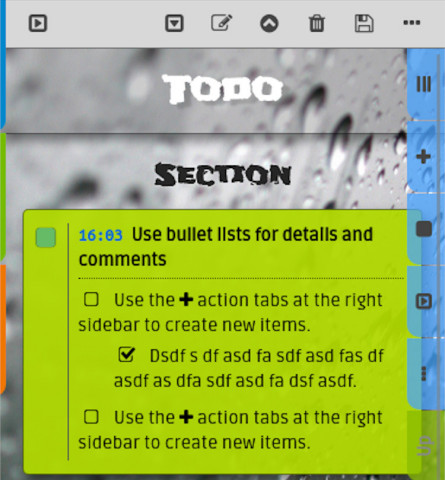 TODO
SECTION
16:03 Use bullet lists for details and
comments
Use the + action tabs at the right
sidebar to create new items.
Dsdf s df asd fa sdf asd fas df
asdf as dfa sdf asd fa dsf asdf.
Use the + action tabs at the right
sidebar to create new items.
Up